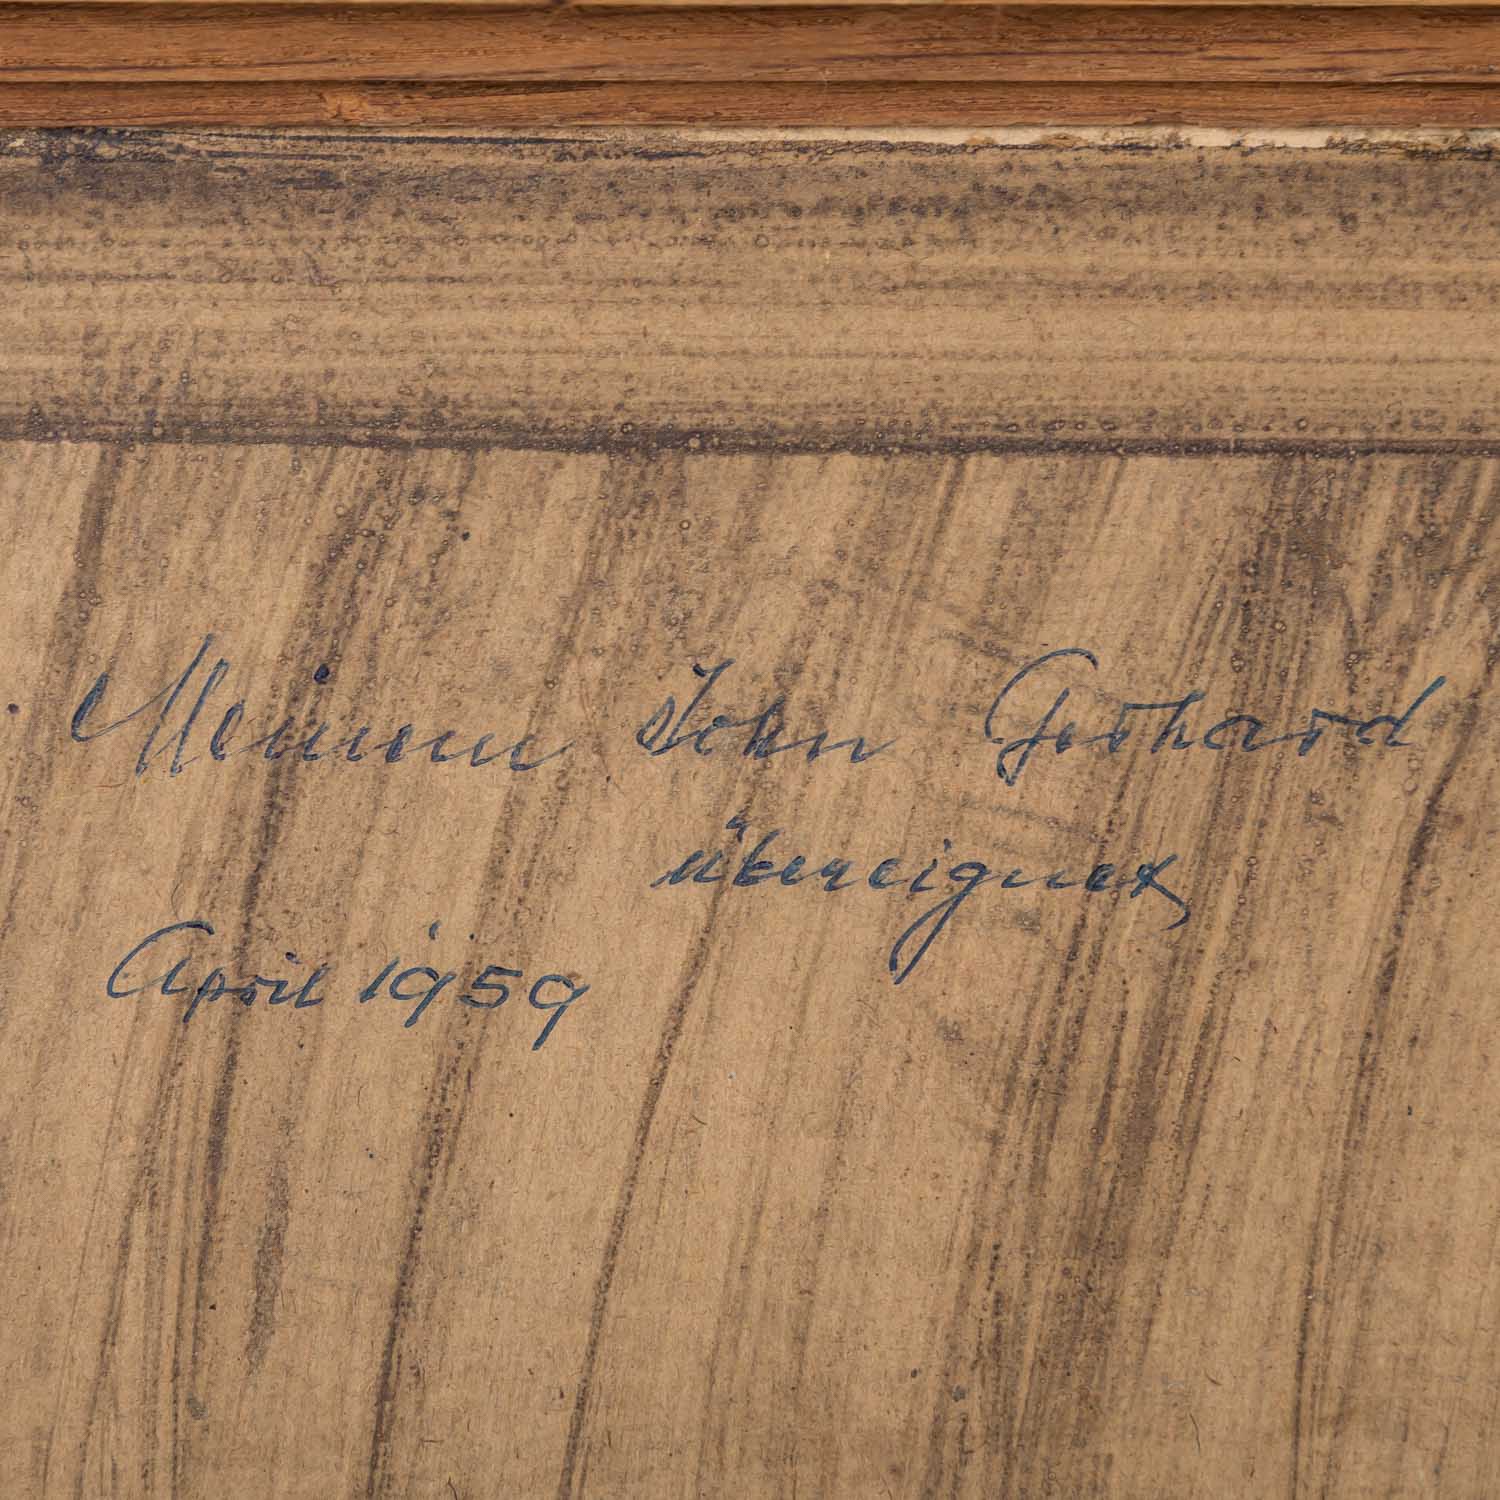 Meinem Sohn Gerhard
übereignet
April 1959